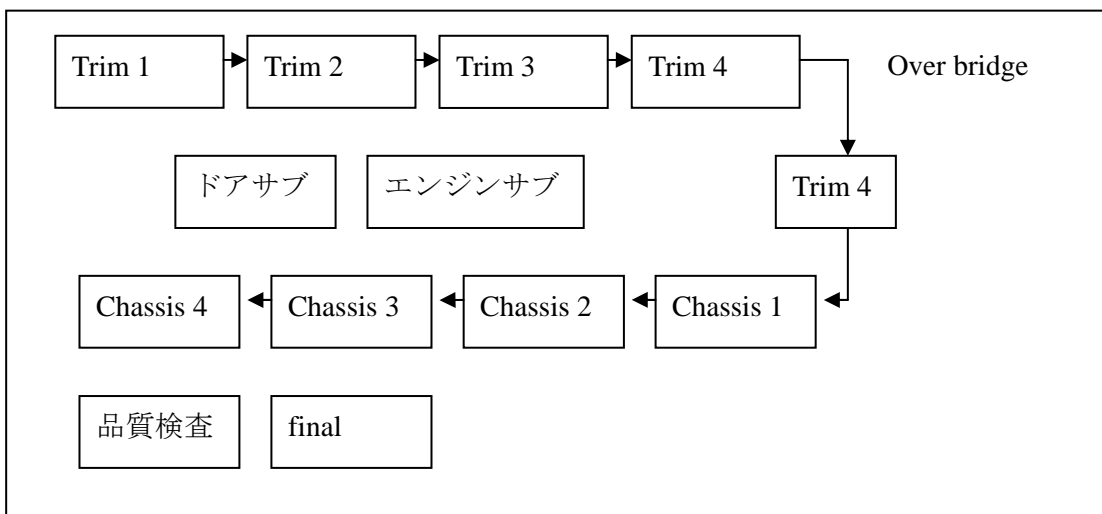 Trim 1
Trim 2
Trim 3
Trim 4
Over bridge
ドアサブ
エンジンサブ
Trim 4
Chassis 4
Chassis 3
Chassis 2
Chassis 1
品質検査
final